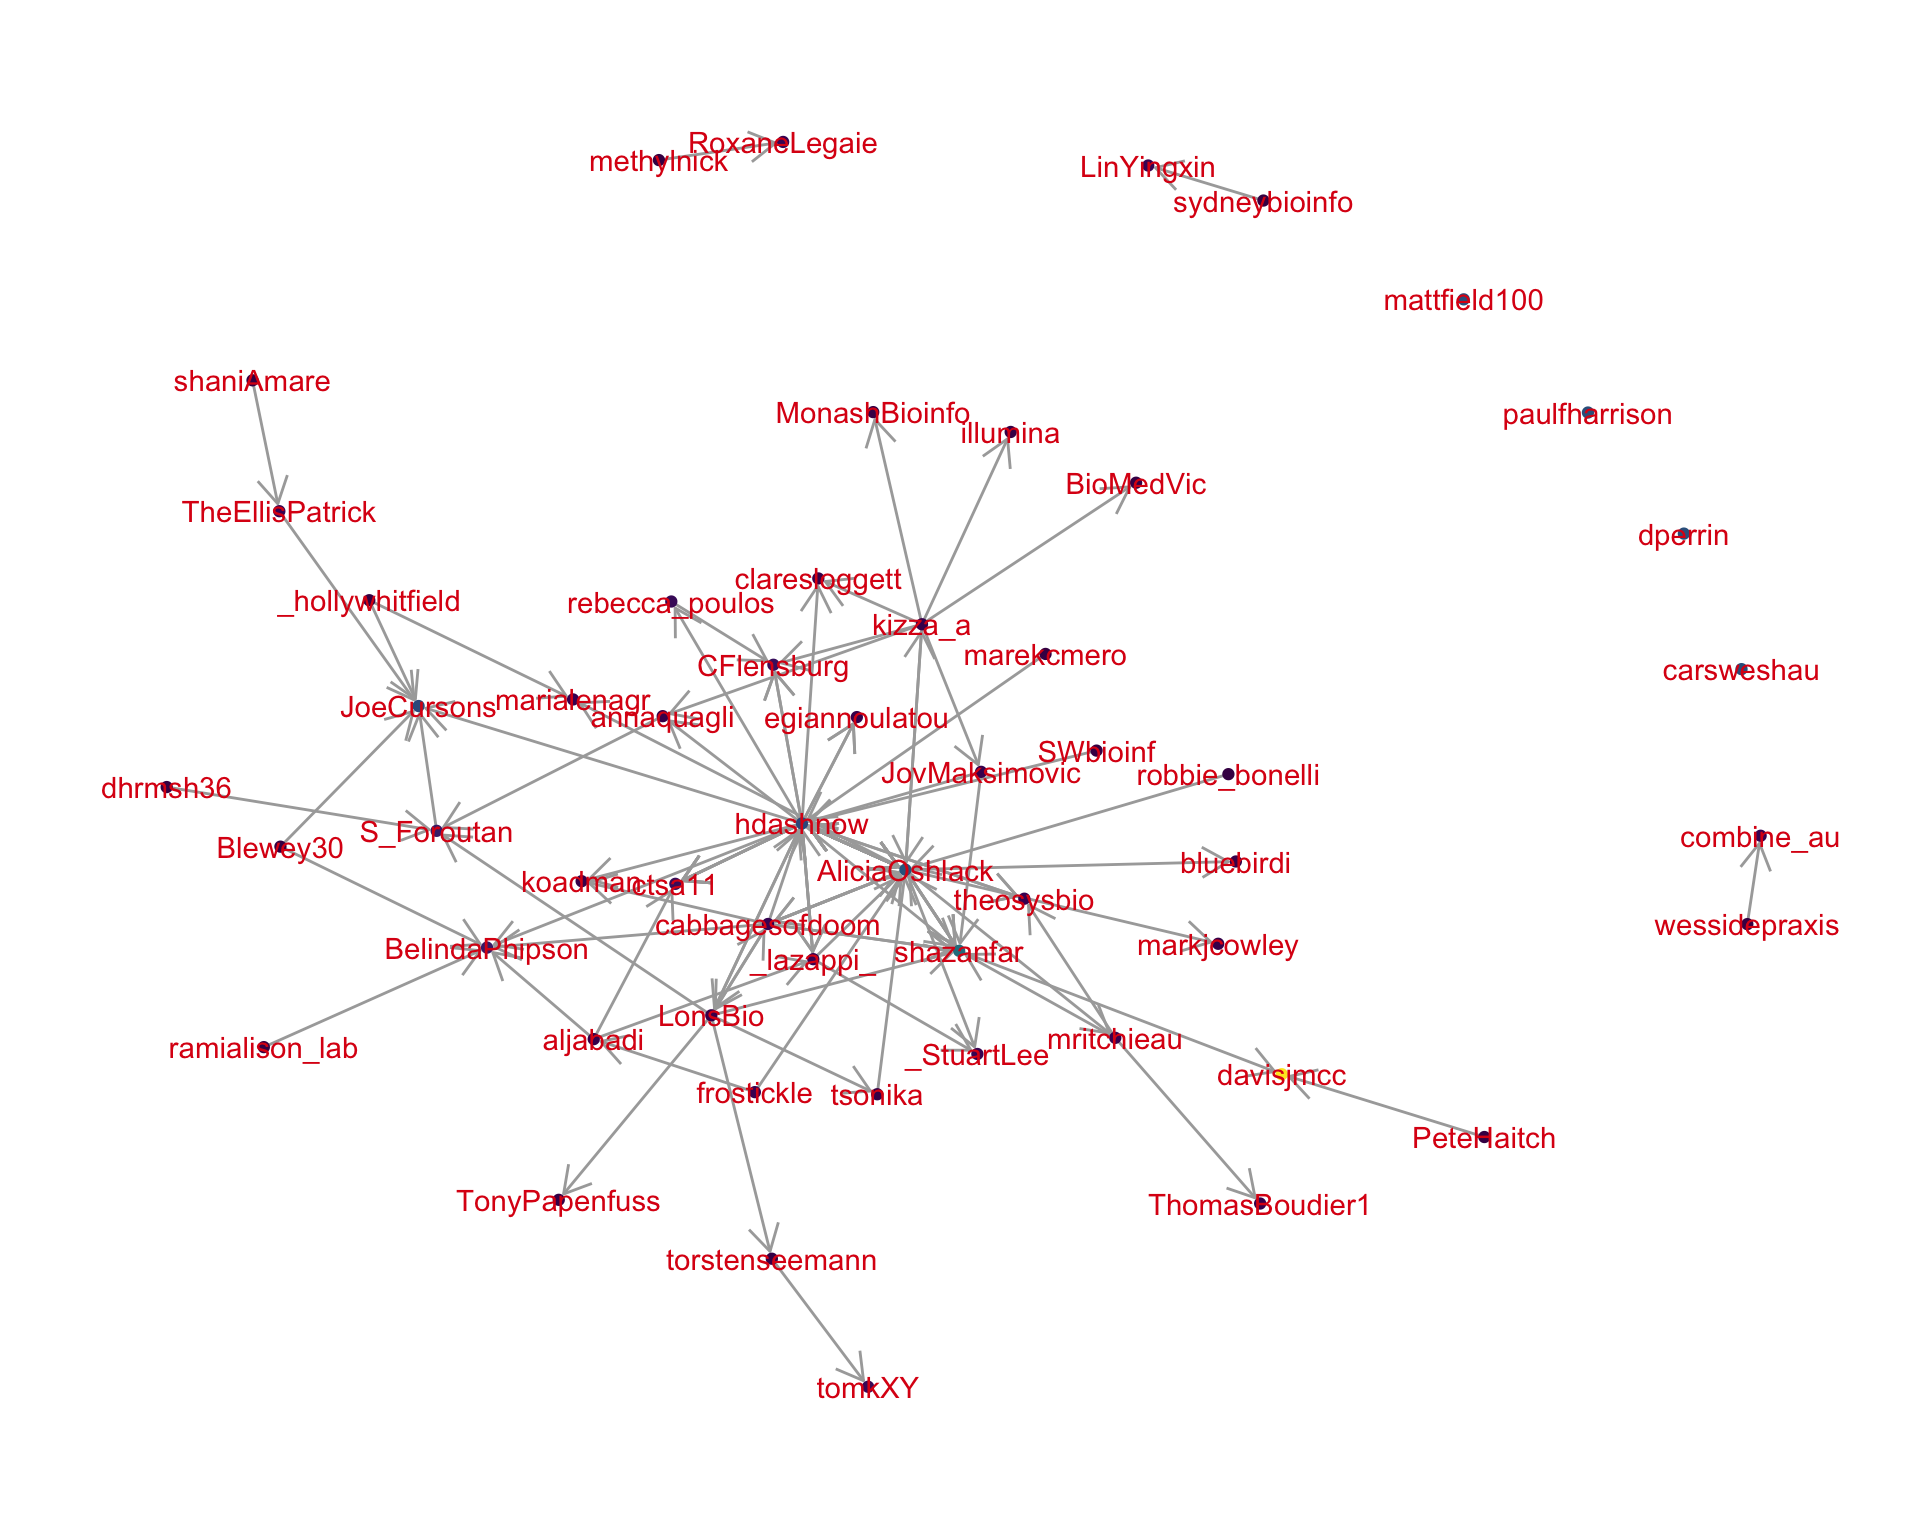 RoxaneLegaie
methylnick
LinYingxin
sydneybioinfo
mattfield100
shaniAmare
MonashBioinfo
paulfharrison
illumina
BioMedVic
TheEllisPatrick
dperrin
claresloggett
_hollywhitfield
rebecca_poulos
kizza_a
marekcmero
CFlensburg
carsweshau
marialenagr
JoeCursons
annaquagli
egiannoulatou
SWbioinf
JovMaksimovic
robbie_bonelli
dhrmsh36
hdashnow
S_Foroutan
combine_au
Blewey30
bluebirdi
AliciaOshlack
koadman
ctsa11
theosysbio
cabbagesofdoom
wessidepraxis
markjcowley
BelindaPhipson
shazanfar
_lazappi_
LonsBio
aljabadi
mritchieau
ramialison_lab
_StuartLee
davisjmcc
frostickle
tsonika
PeteHaitch
TonyPapenfuss
ThomasBoudier1
torstenseemann
tomkXY